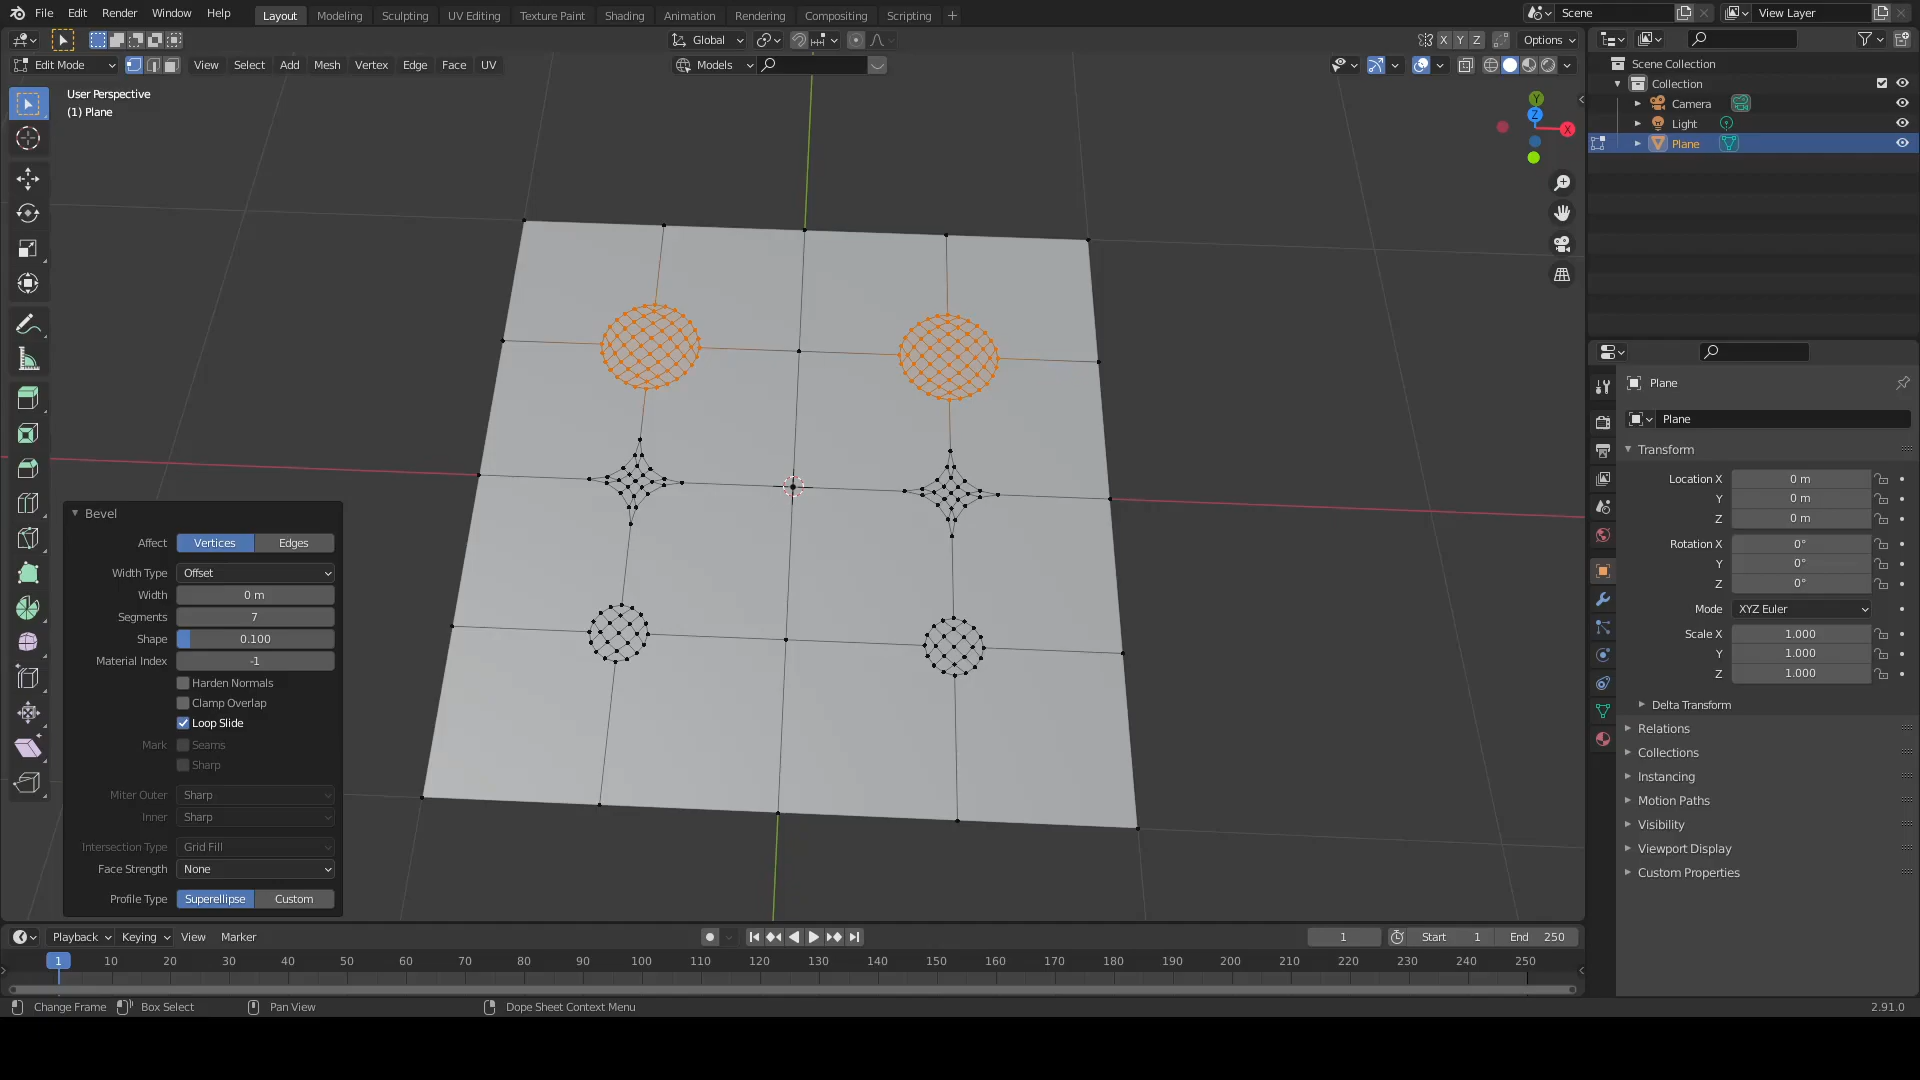 File Edit Render Window Help Layout Modeling Sculpting UV Editing Texture Paint Shading Animation Rendering Compositing Scripting + Scene View Layer
Global X Y Z Options
Edit Mode View Select Add Mesh Vertex Edge Face UV Models
User Perspective
(1) Plane
Y
Z
X
Scene Collection
Collection
Camera
Light
Plane
Plane
Plane
Transform
Location X 0 m
Y 0 m
Z 0 m
Rotation X 0°
Y 0°
Z 0°
Mode XYZ Euler
Scale X 1.000
Y 1.000
Z 1.000
Delta Transform
Relations
Collections
Instancing
Motion Paths
Visibility
Viewport Display
Custom Properties
Bevel
Affect Vertices Edges
Width Type Offset
Width 0 m
Segments 7
Shape 0.100
Material Index -1
Harden Normals
Clamp Overlap
Loop Slide
Mark Seams
Sharp
Miter Outer Sharp
Inner Sharp
Intersection Type Grid Fill
Face Strength None
Profile Type Superellipse Custom
Playback Keying View Marker 1 Start 1 End 250
1 10 20 30 40 50 60 70 80 90 100 110 120 130 140 150 160 170 180 190 200 210 220 230 240 250
Change Frame Box Select Pan View Dope Sheet Context Menu 2.91.0